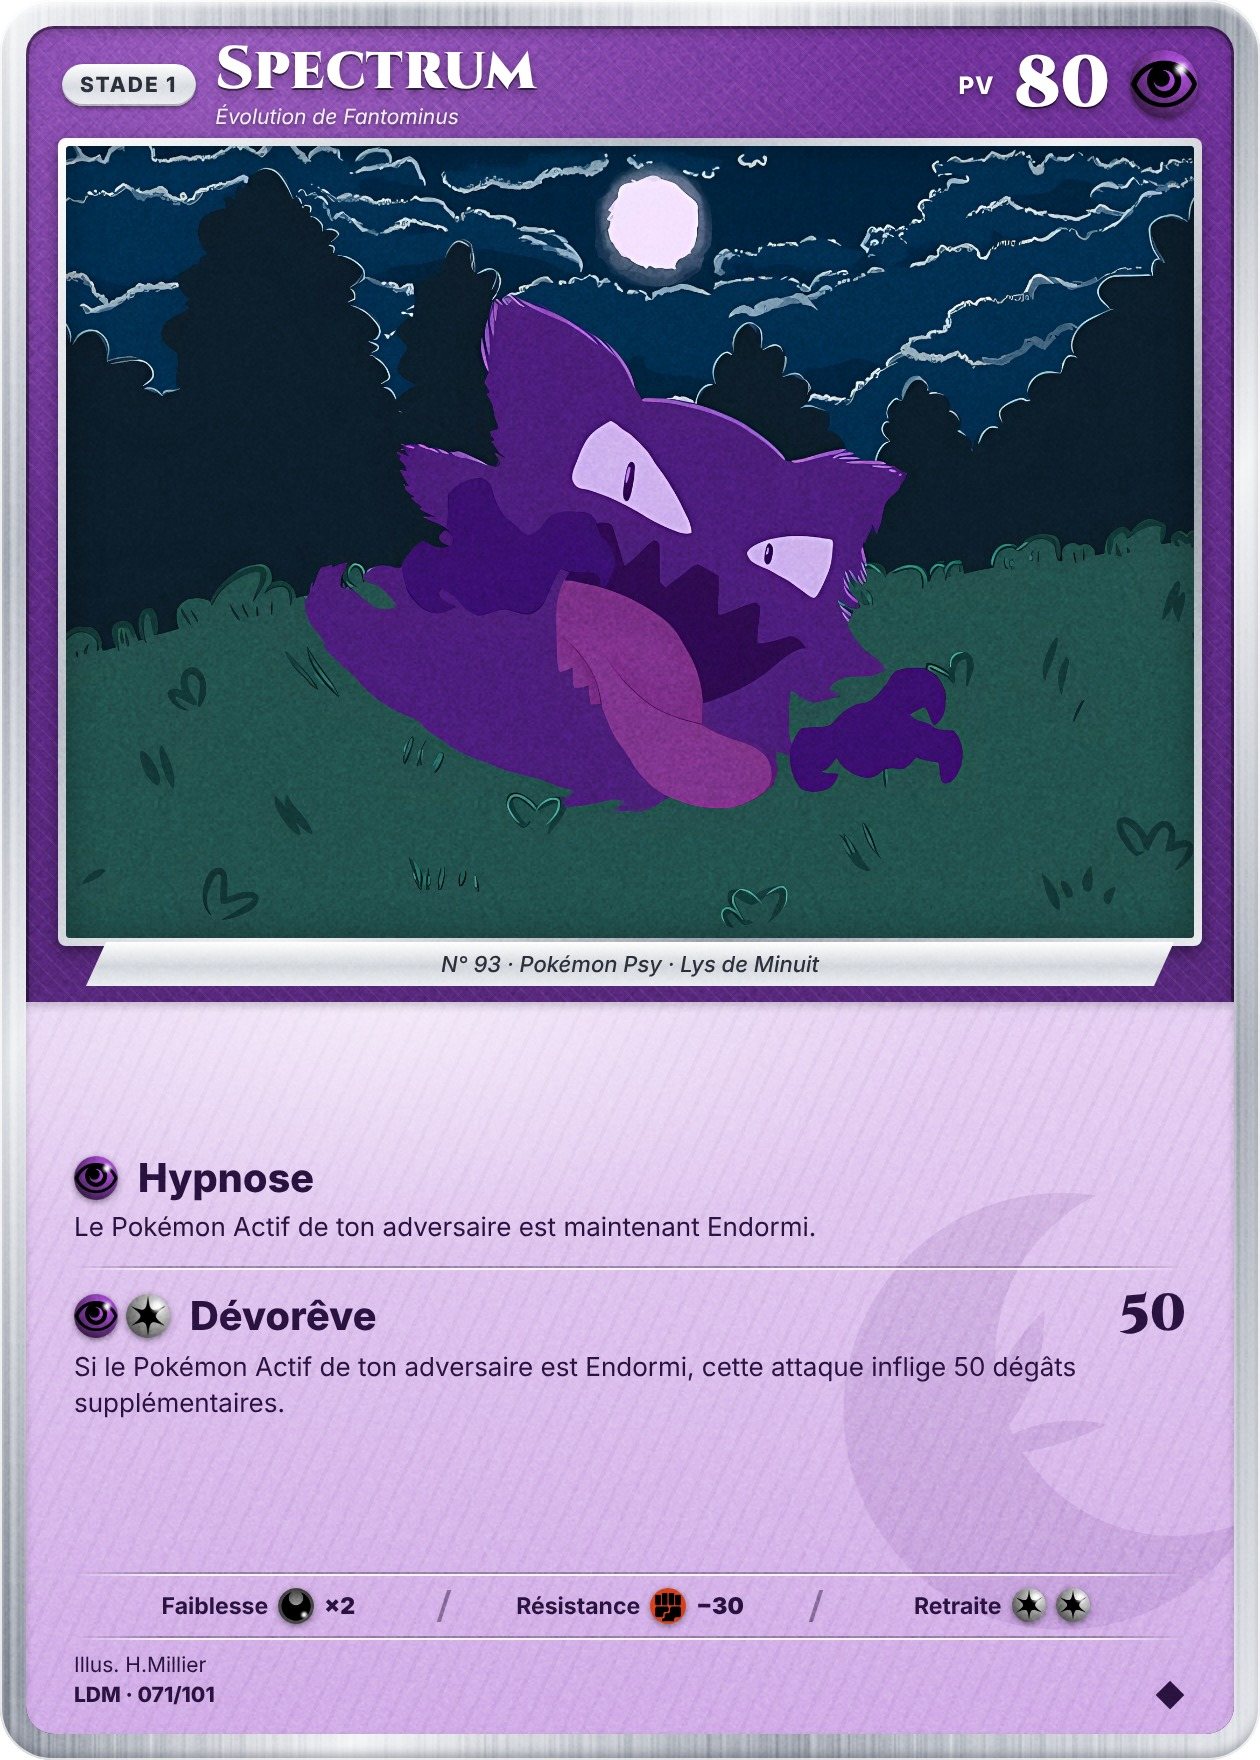 STADE 1
Spectrum
PV 80
Évolution de Fantominus
N° 93 · Pokémon Psy · Lys de Minuit
Hypnose
Le Pokémon Actif de ton adversaire est maintenant Endormi.
Dévorêve 50
Si le Pokémon Actif de ton adversaire est Endormi, cette attaque inflige 50 dégâts
supplémentaires.
Faiblesse ×2 / Résistance −30 / Retraite
Illus. H.Millier
LDM · 071/101